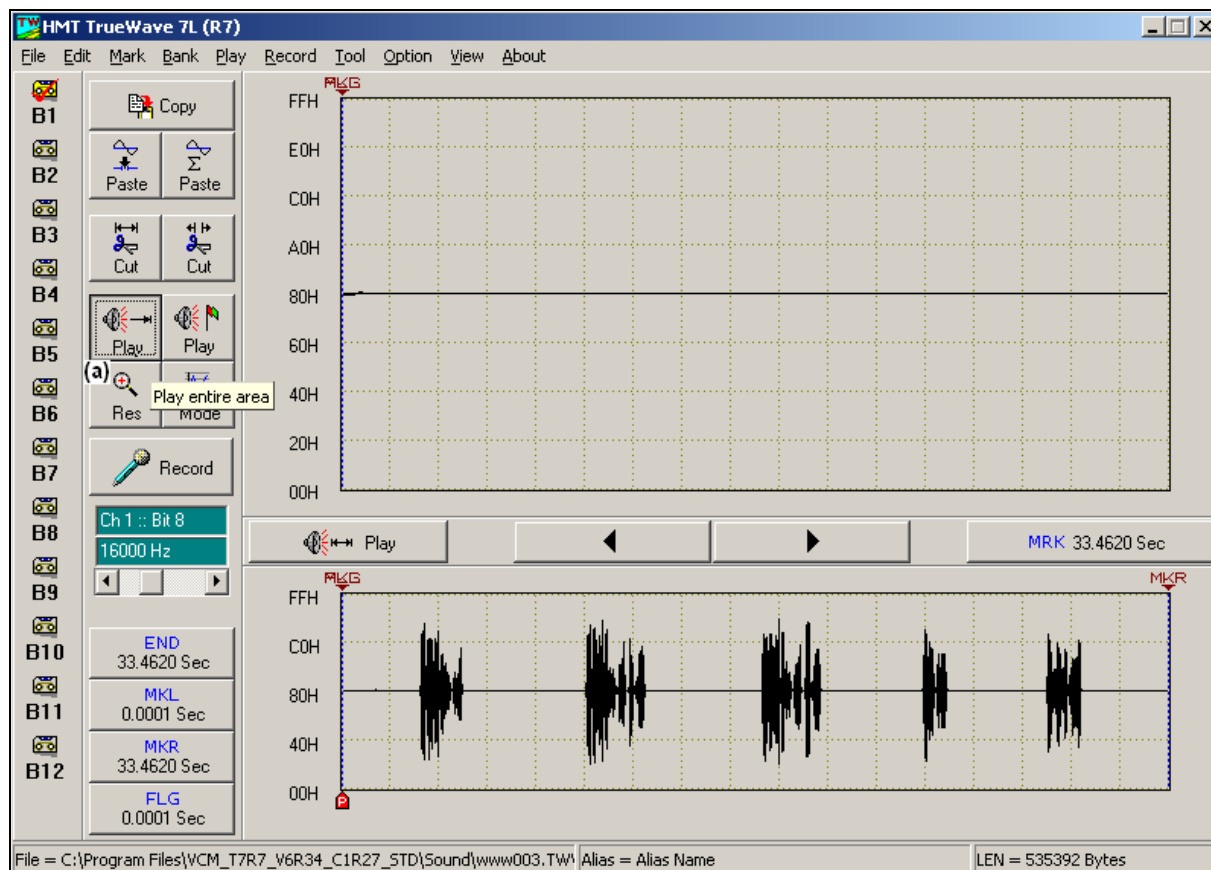 HMT TrueWave 7L (R7)
File Edit Mark Bank Play Record Tool Option View About
B1
B2
B3
B4
B5
B6
B7
B8
B9
B10
B11
B12
Copy
Paste Paste
Cut Cut
Play Play
(a)
Play entire area
Res Mode
Record
Ch 1 :: Bit 8
16000 Hz
END
33.4620 Sec
MKL
0.0001 Sec
MKR
33.4620 Sec
FLG
0.0001 Sec
FFH
E0H
C0H
A0H
80H
60H
40H
20H
00H
Play
MRK 33.4620 Sec
MKR
FFH
C0H
80H
40H
00H
P
File = C:\Program Files\VCM_T7R7_V6R34_C1R27_STD\Sound\www003.TW
Alias = Alias Name
LEN = 535392 Bytes